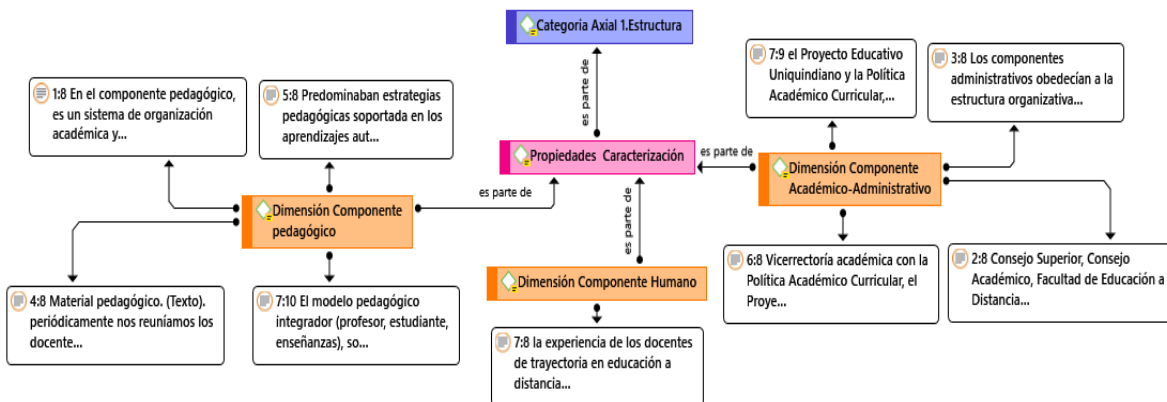 Categoria Axial 1.Estructura
7:9 el Proyecto Educativo
Uniquindiano y la Política
Académico Curricular,...
3:8 Los componentes
administrativos obedecían a la
estructura organizativa...
1:8 En el componente pedagógico,
es un sistema de organización
académica y...
5:8 Predominaban estrategias
pedagógicas soportada en los
aprendizajes aut...
es parte de
Propiedades Caracterización
es parte de
Dimensión Componente
Académico-Administrativo
es parte de
Dimensión Componente
pedagógico
es parte de
Dimensión Componente Humano
6:8 Vicerrectoría académica con la
Política Académico Curricular, el
Proye...
2:8 Consejo Superior, Consejo
Académico, Facultad de Educación a
Distancia...
4:8 Material pedagógico. (Texto).
periódicamente nos reuníamos los
docente...
7:10 El modelo pedagógico
integrador (profesor, estudiante,
enseñanzas), so...
7:8 la experiencia de los docentes
de trayectoria en educación a
distancia...